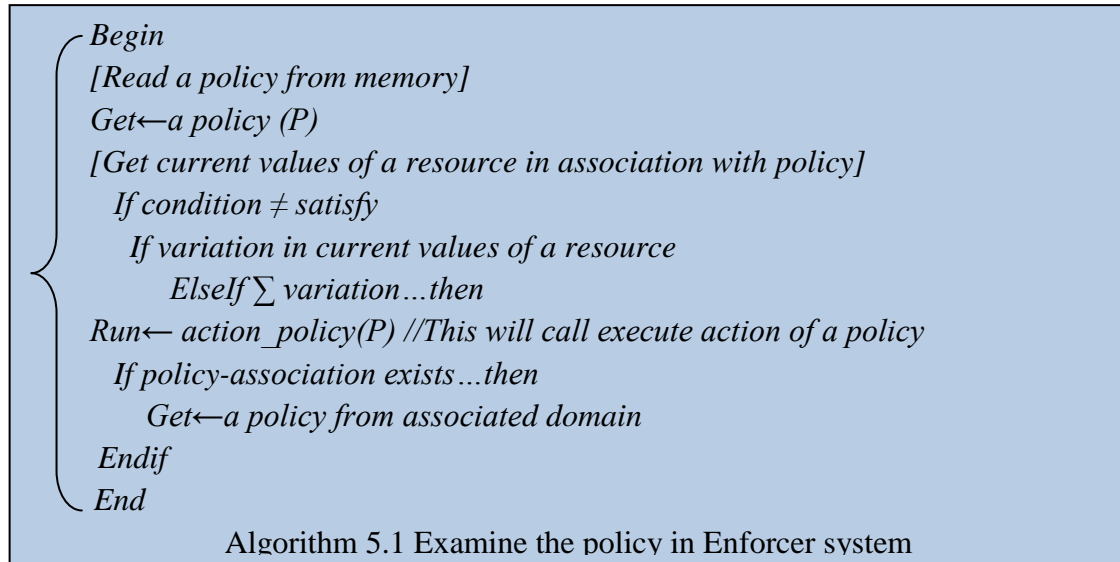 Begin
[Read a policy from memory]
Get←a policy (P)
[Get current values of a resource in association with policy]
If condition ≠ satisfy
If variation in current values of a resource
ElseIf ∑ variation…then
Run← action_policy(P) //This will call execute action of a policy
If policy-association exists…then
Get←a policy from associated domain
Endif
End
Algorithm 5.1 Examine the policy in Enforcer system